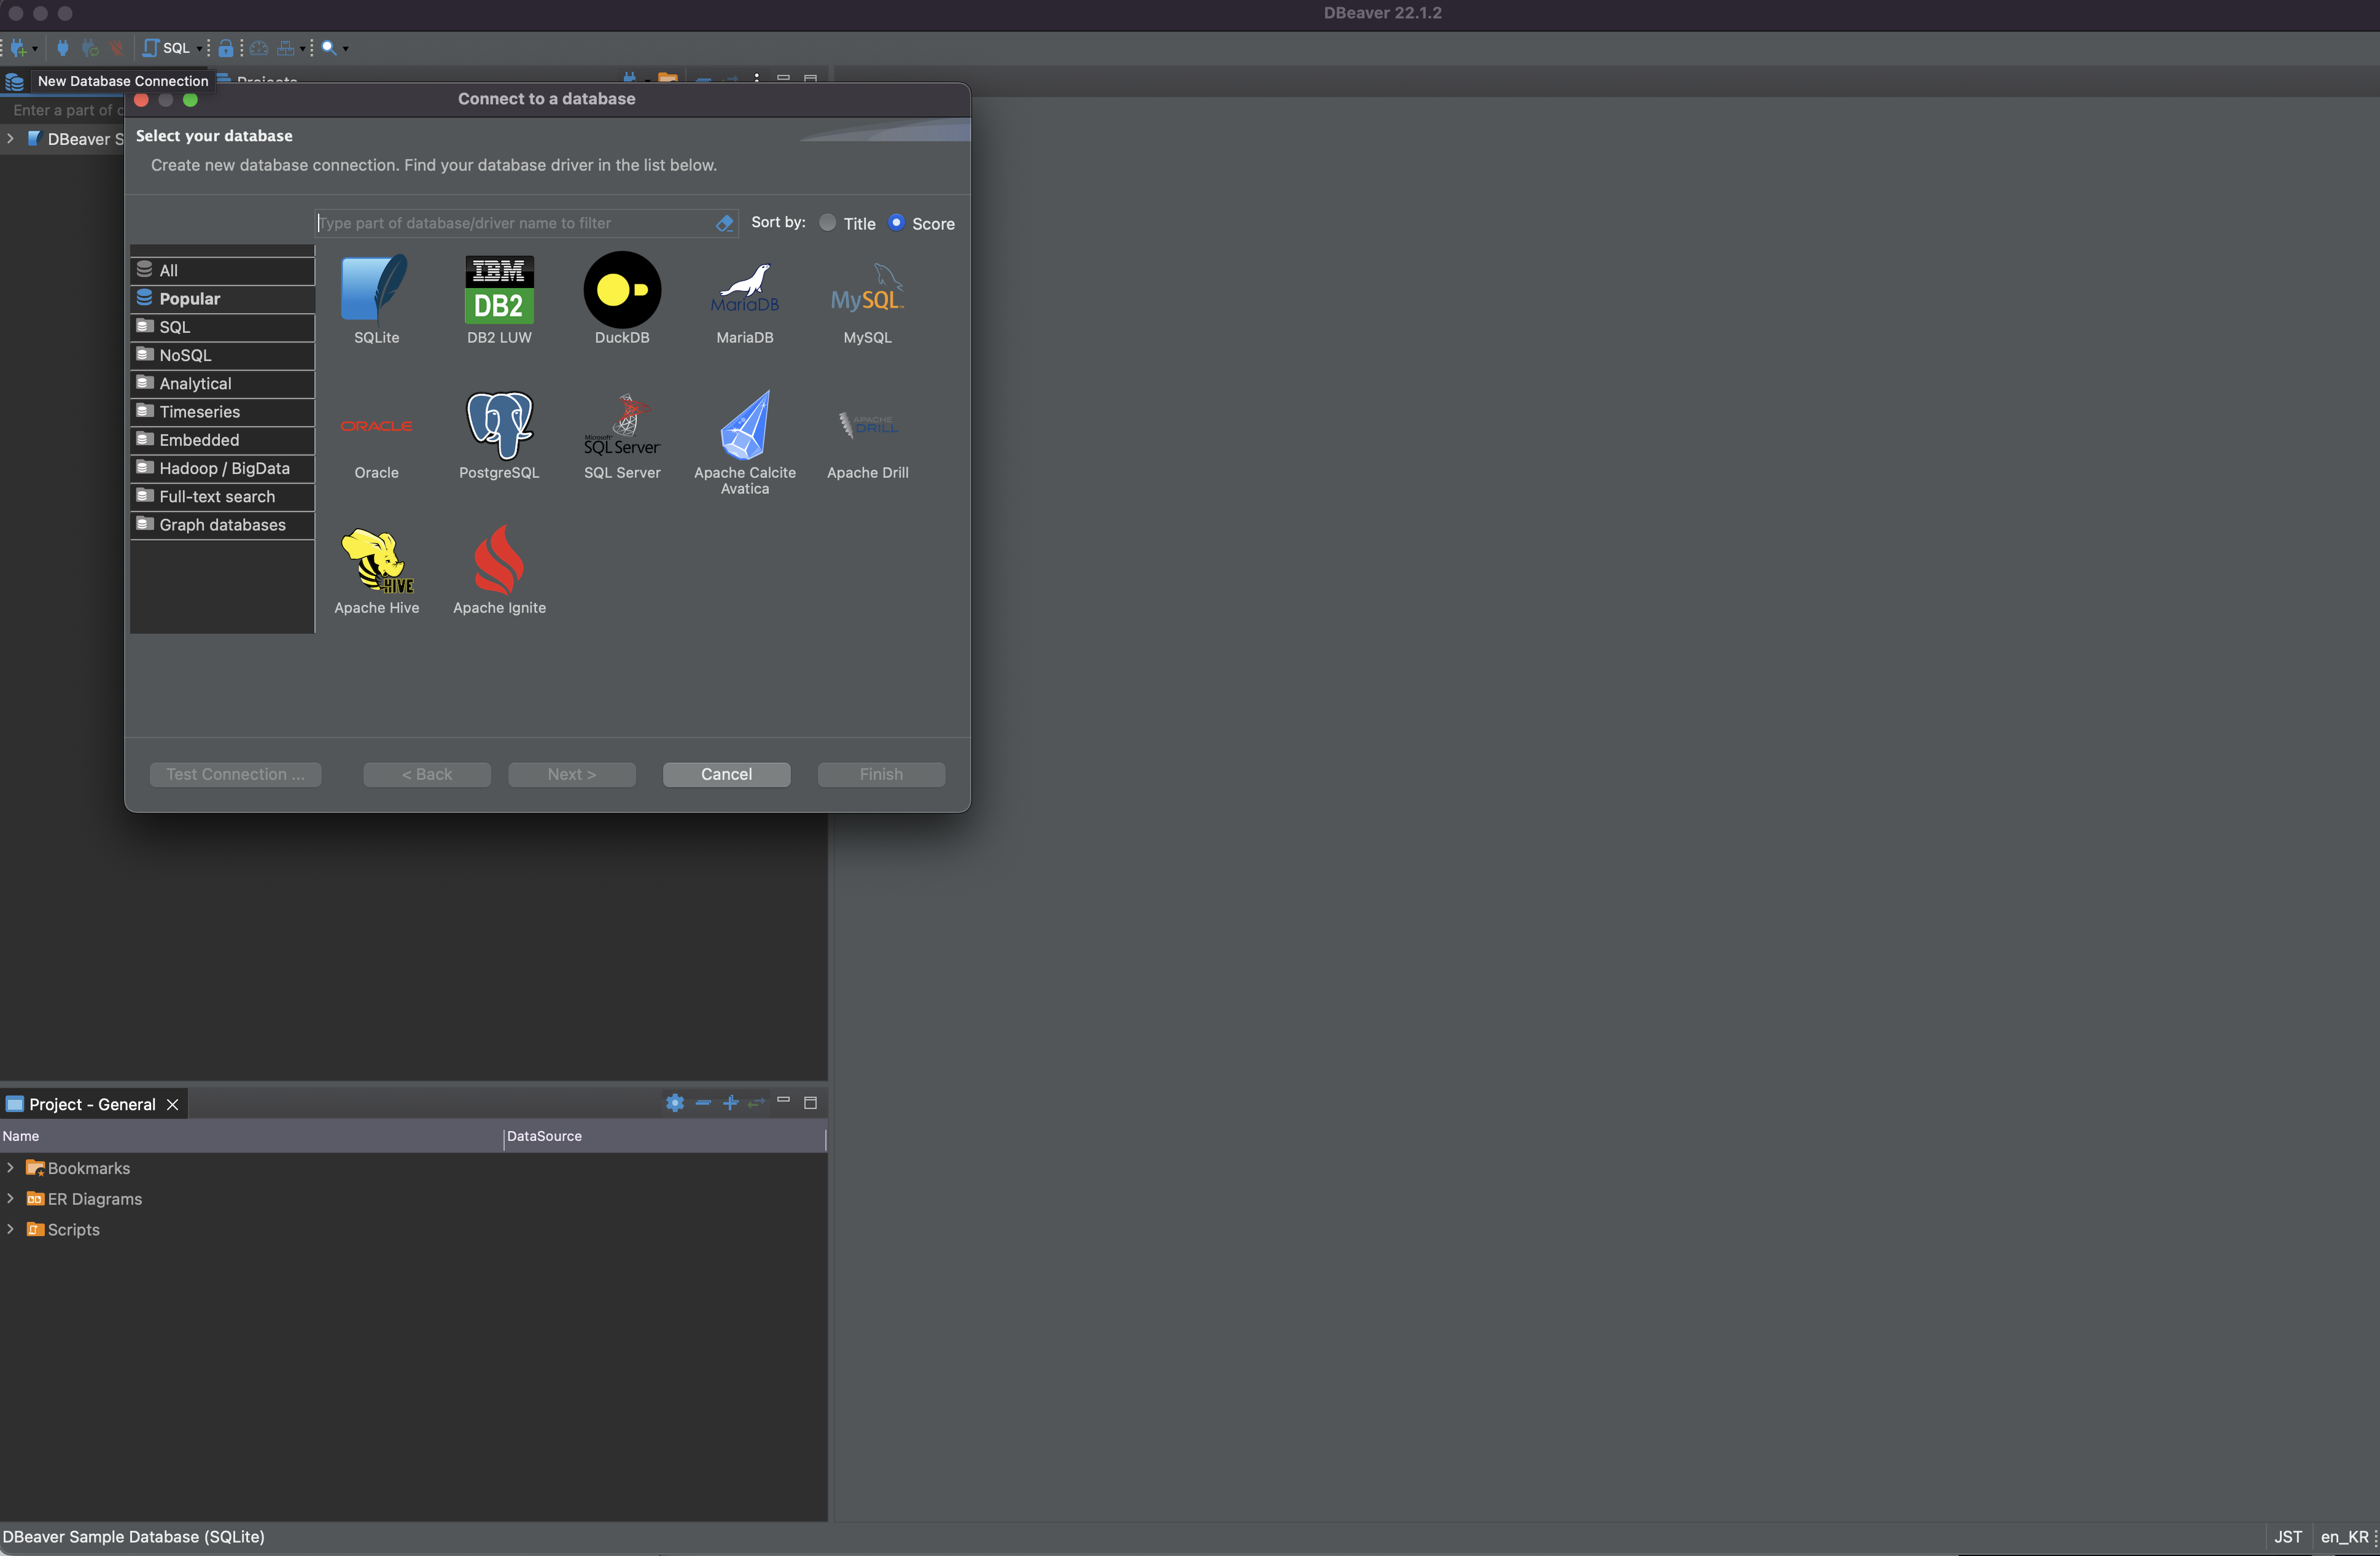 DBeaver 22.1.2
SQL
New Database Connection
Projects
Enter a part of
DBeaver S
Connect to a database
Select your database
Create new database connection. Find your database driver in the list below.
Type part of database/driver name to filter
Sort by: Title Score
All
Popular
SQL
NoSQL
Analytical
Timeseries
Embedded
Hadoop / BigData
Full-text search
Graph databases
IBM
DB2
MariaDB
MySQL
SQLite DB2 LUW DuckDB MariaDB MySQL
ORACLE
Microsoft
SQL Server
APACHE
DRILL
Oracle PostgreSQL SQL Server Apache Calcite Apache Drill
Avatica
HIVE
Apache Hive Apache Ignite
Test Connection ... < Back Next > Cancel Finish
Project - General
Name DataSource
Bookmarks
ER Diagrams
Scripts
DBeaver Sample Database (SQLite) JST en_KR